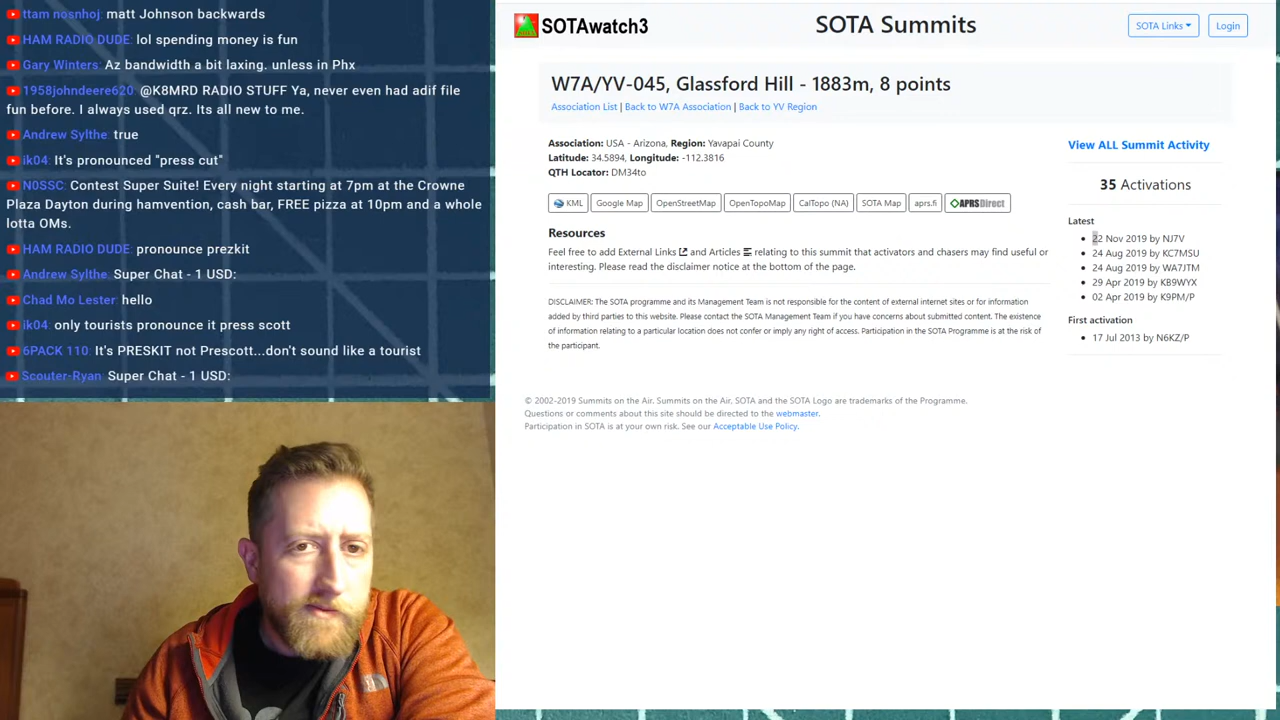 ttam nosnhoj: matt Johnson backwards
HAM RADIO DUDE: lol spending money is fun
Gary Winters: Az bandwidth a bit laxing. unless in Phx
1958johndeere620: @K8MRD RADIO STUFF Ya, never even had adif file
fun before. I always used qrz. Its all new to me.
Andrew Sylthe: true
ik04: It's pronounced "press cut"
N0SSC: Contest Super Suite! Every night starting at 7pm at the Crowne
Plaza Dayton during hamvention, cash bar, FREE pizza at 10pm and a whole
lotta OMs.
HAM RADIO DUDE: pronounce prezkit
Andrew Sylthe: Super Chat - 1 USD:
Chad Mo Lester: hello
ik04: only tourists pronounce it press scott
6PACK 110: It's PRESKIT not Prescott...don't sound like a tourist
Scouter-Ryan: Super Chat - 1 USD:
SOTAwatch3
SOTA Summits
SOTA Links
Login
W7A/YV-045, Glassford Hill - 1883m, 8 points
Association List | Back to W7A Association | Back to YV Region
Association: USA - Arizona, Region: Yavapai County
Latitude: 34.5894, Longitude: -112.3816
QTH Locator: DM34to
KML
Google Map
OpenStreetMap
OpenTopoMap
CalTopo (NA)
SOTA Map
aprs.fi
APRSDirect
Resources
Feel free to add External Links and Articles relating to this summit that activators and chasers may find useful or
interesting. Please read the disclaimer notice at the bottom of the page.
DISCLAIMER: The SOTA programme and its Management Team is not responsible for the content of external internet sites or for information
added by third parties to this website. Please contact the SOTA Management Team if you have concerns about submitted content. The existence
of information relating to a particular location does not confer or imply any right of access. Participation in the SOTA Programme is at the risk of
the participant.
View ALL Summit Activity
35 Activations
Latest
22 Nov 2019 by NJ7V
24 Aug 2019 by KC7MSU
24 Aug 2019 by WA7JTM
29 Apr 2019 by KB9WYX
02 Apr 2019 by K9PM/P
First activation
17 Jul 2013 by N6KZ/P
© 2002-2019 Summits on the Air. Summits on the Air. SOTA and the SOTA Logo are trademarks of the Programme.
Questions or comments about this site should be directed to the webmaster.
Participation in SOTA is at your own risk. See our Acceptable Use Policy.